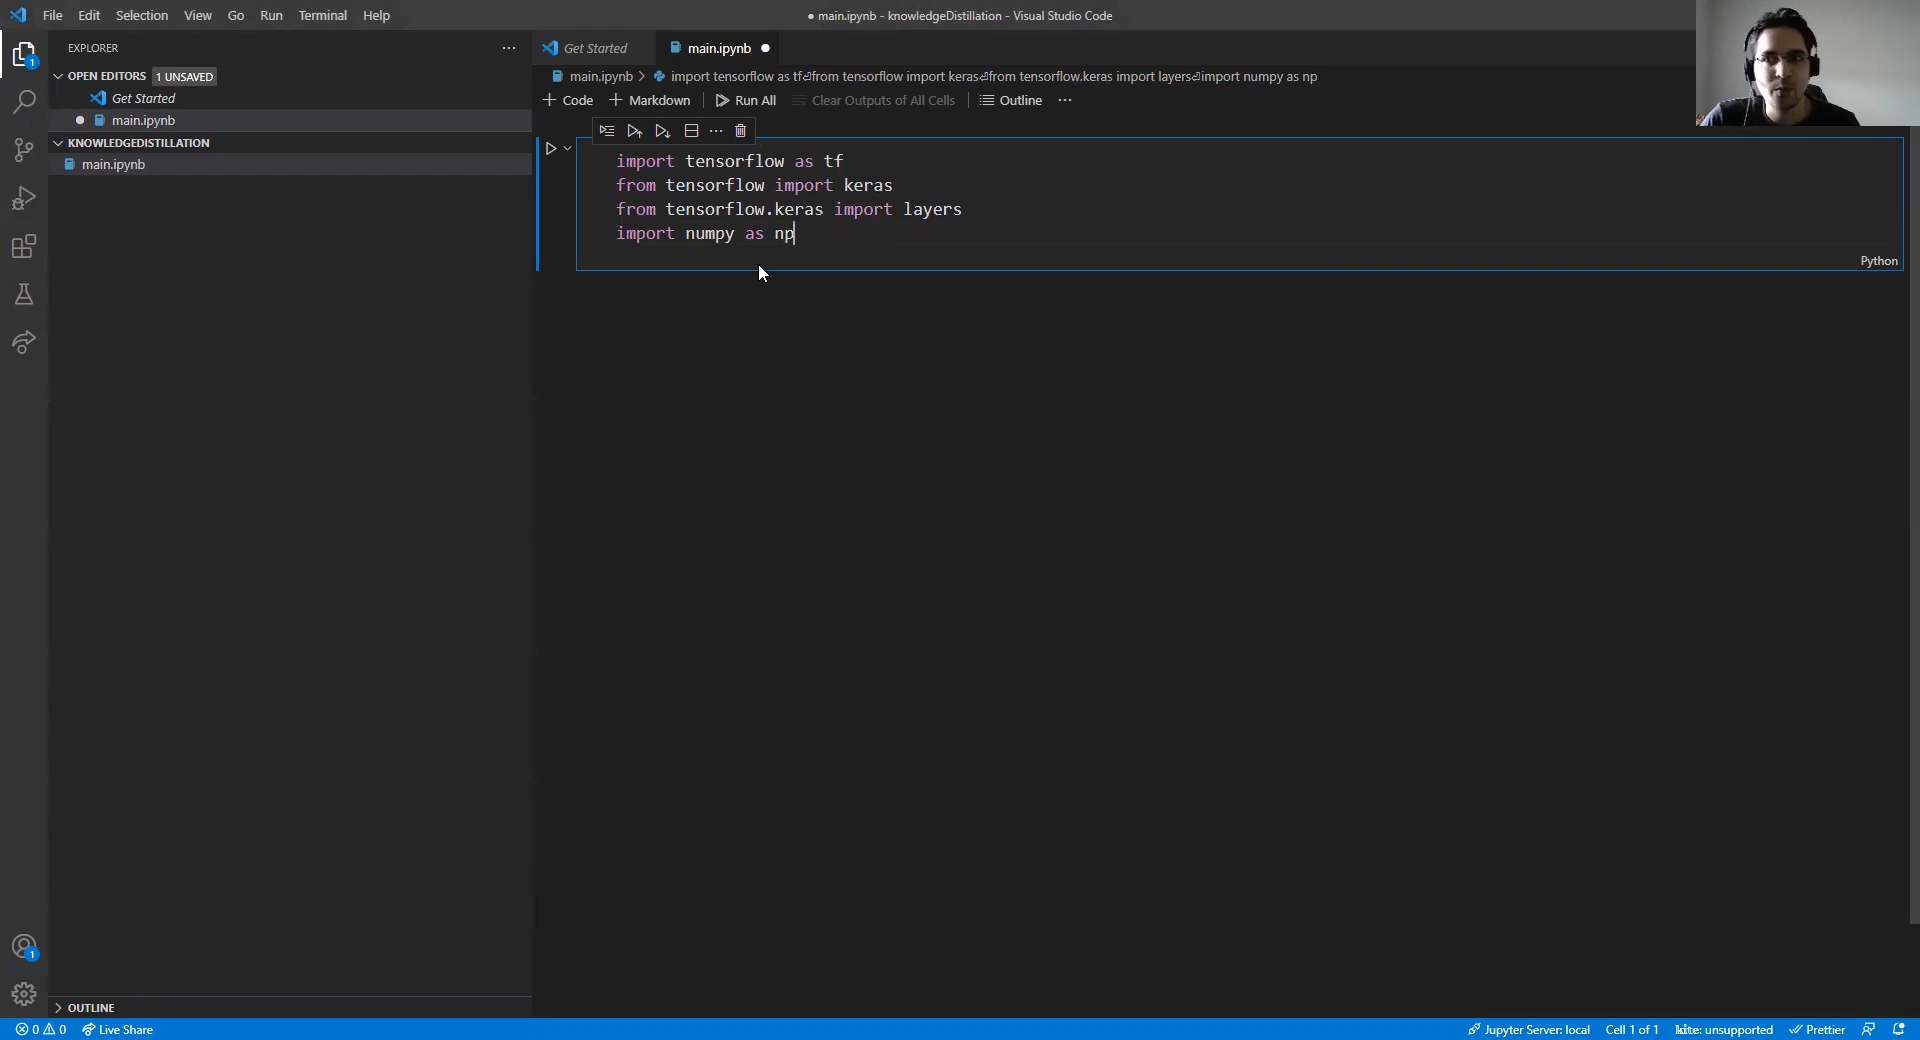 File Edit Selection View Go Run Terminal Help
● main.ipynb - knowledgeDistillation - Visual Studio Code
EXPLORER
OPEN EDITORS 1 UNSAVED
Get Started
main.ipynb
KNOWLEDGEDISTILLATION
main.ipynb
OUTLINE
Get Started
main.ipynb
main.ipynb > import tensorflow as tf⏎from tensorflow import keras⏎from tensorflow.keras import layers⏎import numpy as np
+ Code + Markdown Run All Clear Outputs of All Cells Outline ...
import tensorflow as tf
from tensorflow import keras
from tensorflow.keras import layers
import numpy as np
Python
1
1
0 0 Live Share
Jupyter Server: local Cell 1 of 1 kite: unsupported Prettier